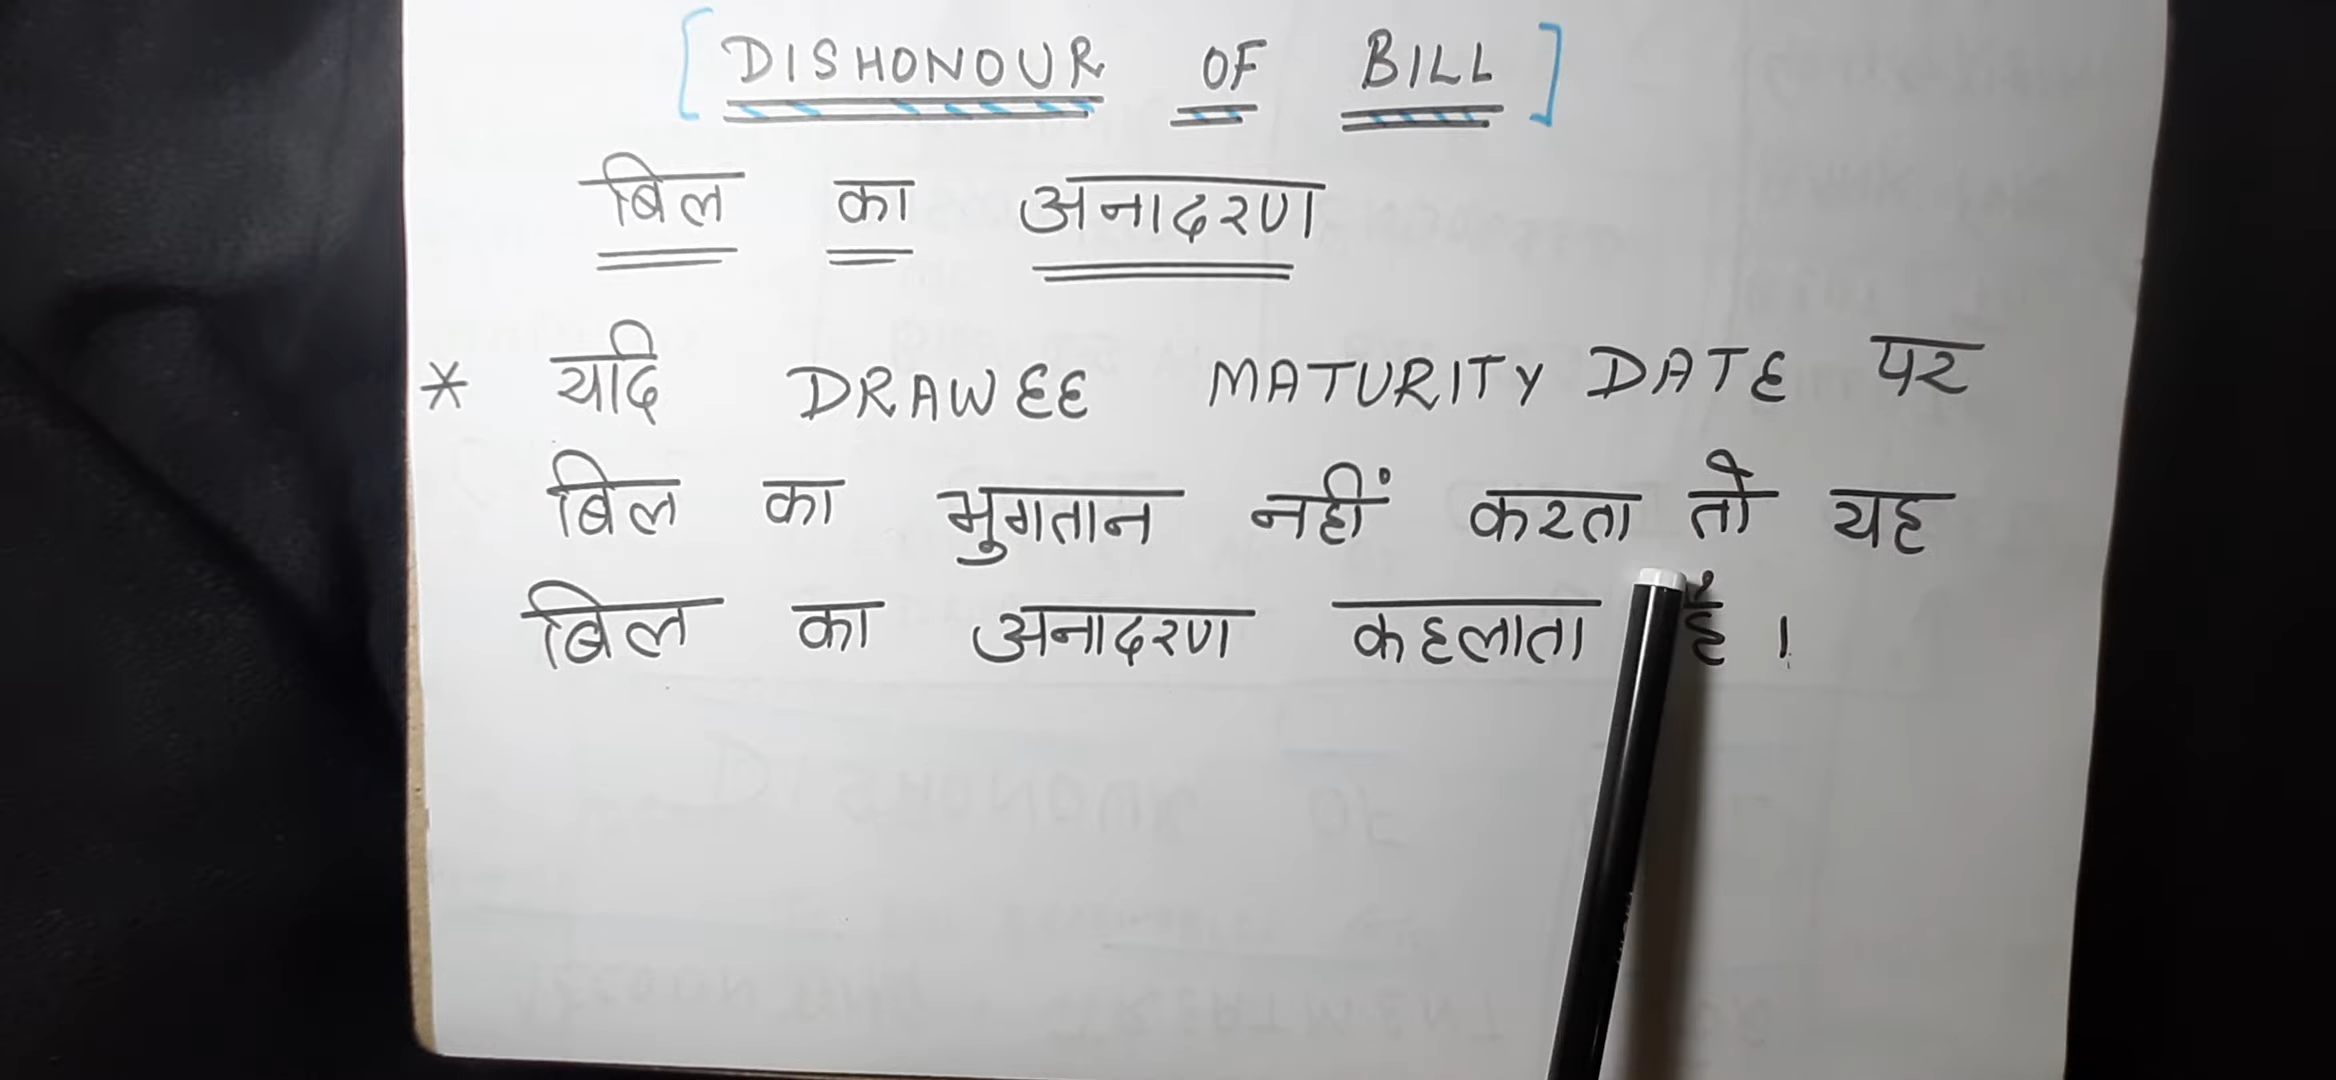 [DISHONOUR OF BILL]
बिल का अनादरण
* यदि DRAWEE MATURITY DATE पर
बिल का भुगतान नहीं करता तो यह
बिल का अनादरण कहलाता है।